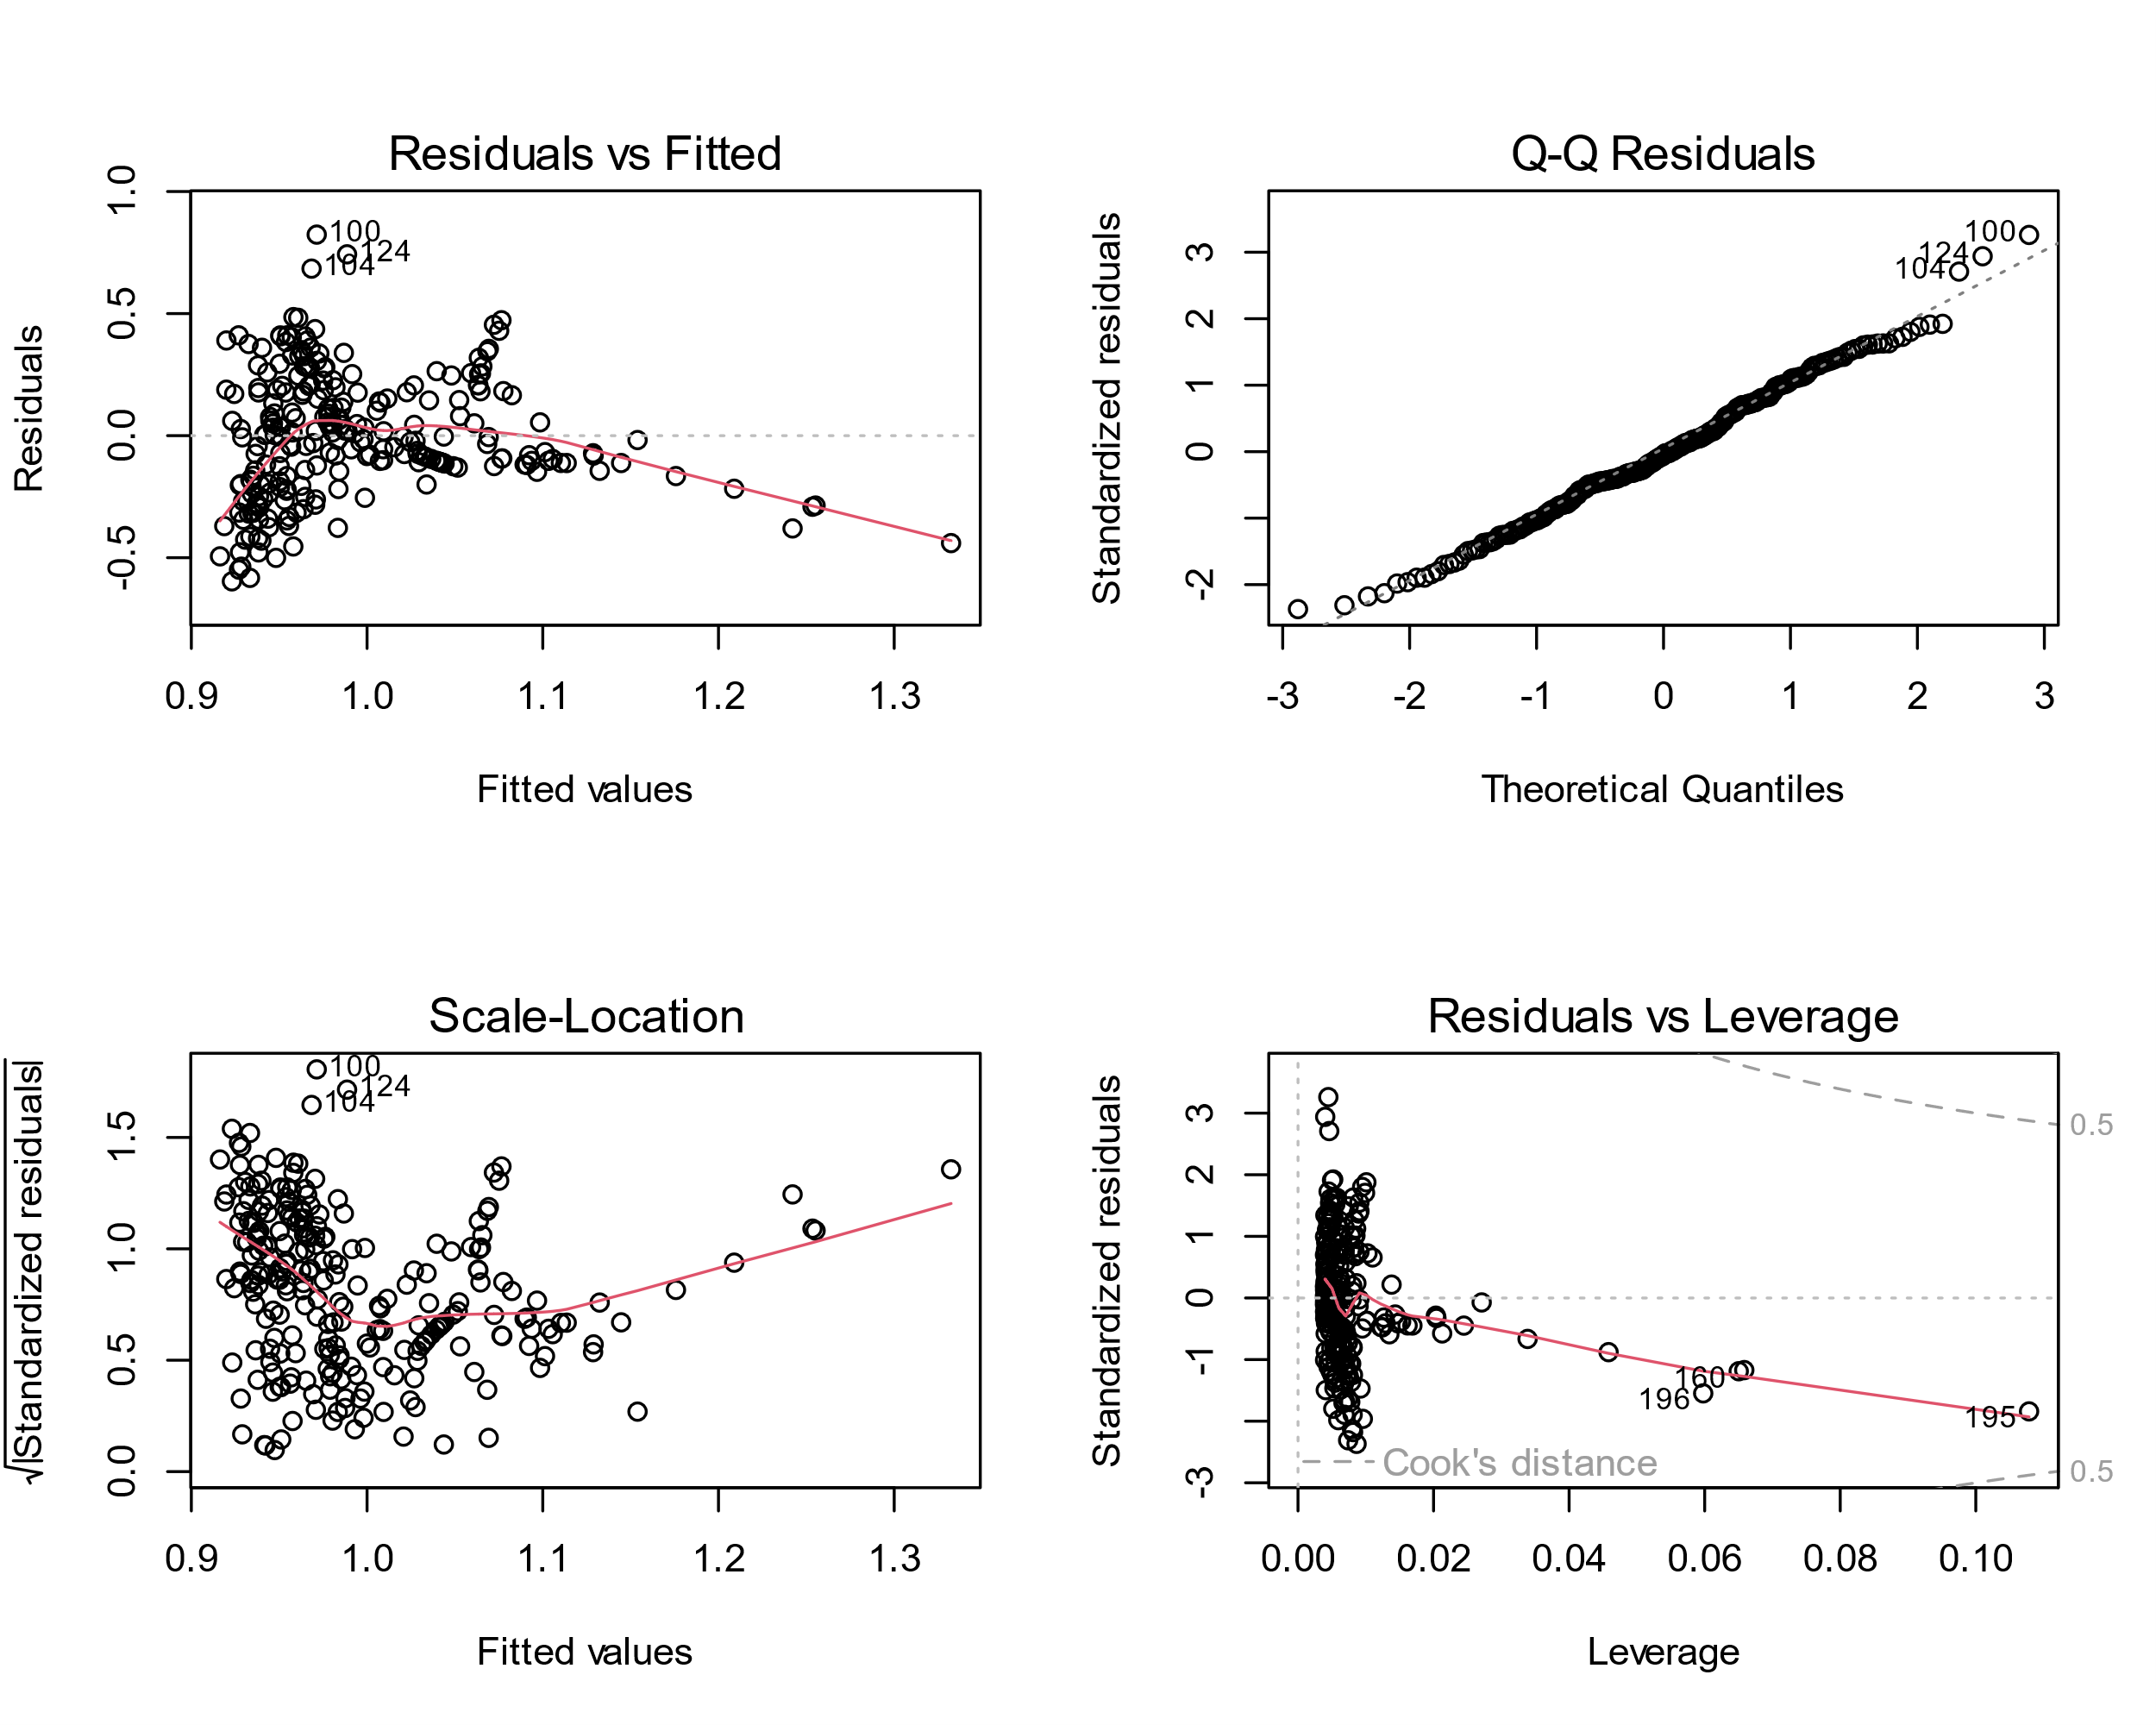 Residuals vs Fitted
Residuals
1.0
0.5
0.0
-0.5
100
124
104
0.9 1.0 1.1 1.2 1.3
Fitted values
Q-Q Residuals
Standardized residuals
3
2
1
0
-2
100
124
104
-3 -2 -1 0 1 2 3
Theoretical Quantiles
Scale-Location
√|Standardized residuals|
1.5
1.0
0.5
0.0
100
124
104
0.9 1.0 1.1 1.2 1.3
Fitted values
Residuals vs Leverage
Standardized residuals
3
2
1
0
-1
-3
0.5
160
196
195
Cook's distance
0.5
0.00 0.02 0.04 0.06 0.08 0.10
Leverage